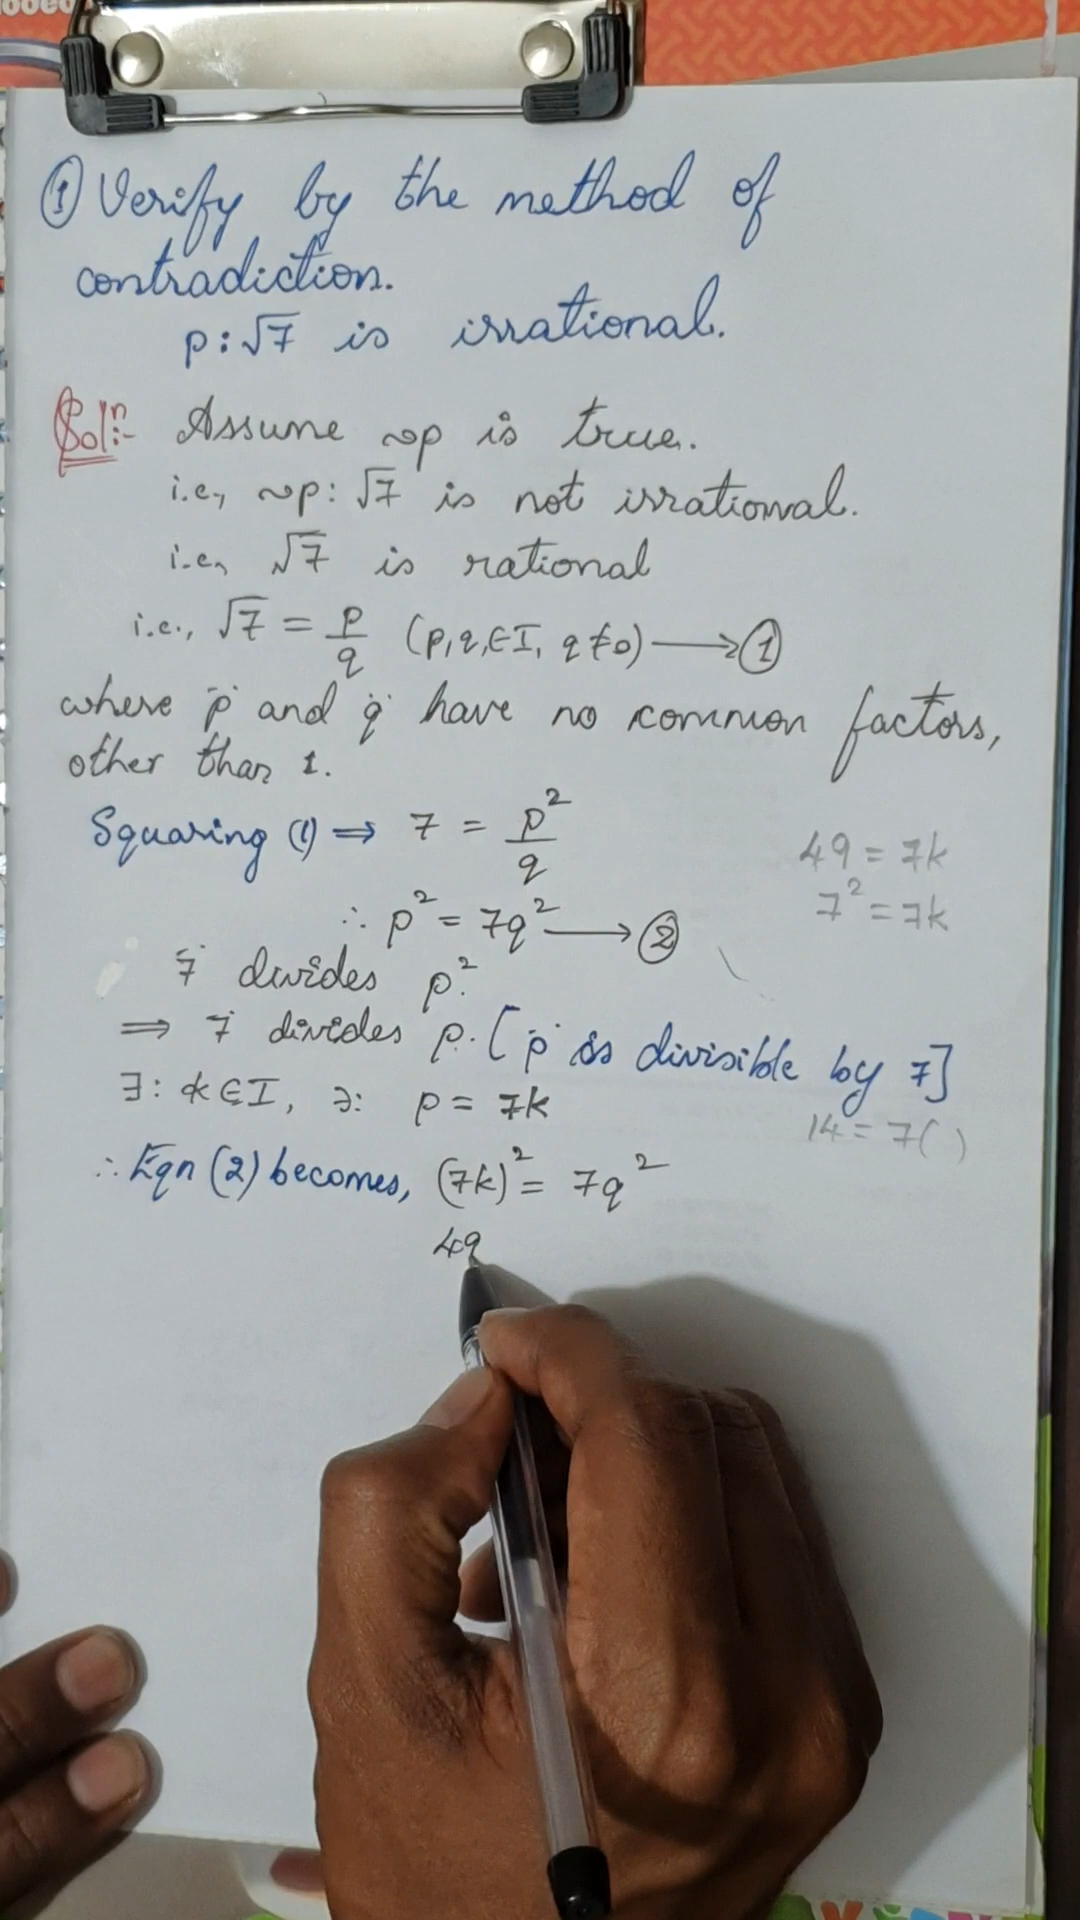 ① Verify by the method of
contradiction.
p: √7 is irrational.
Solⁿ:- Assume ~p is true.
i.e., ~p: √7 is not irrational.
i.e., √7 is rational
i.e., √7 = p/q (p,q,∈I, q≠0) ⟶ ①
where 'p' and 'q' have no common factors,
other than 1.
Squaring (1) ⇒ 7 = p²/q
49 = 7k
7² = 7k
∴ p² = 7q² ⟶ ②
7 divides p².
⇒ 7 divides p. ['p' is divisible by 7]
∃: k∈I, ∋: p = 7k
14 = 7( )
∴ Eqn (2) becomes, (7k)² = 7q²
49